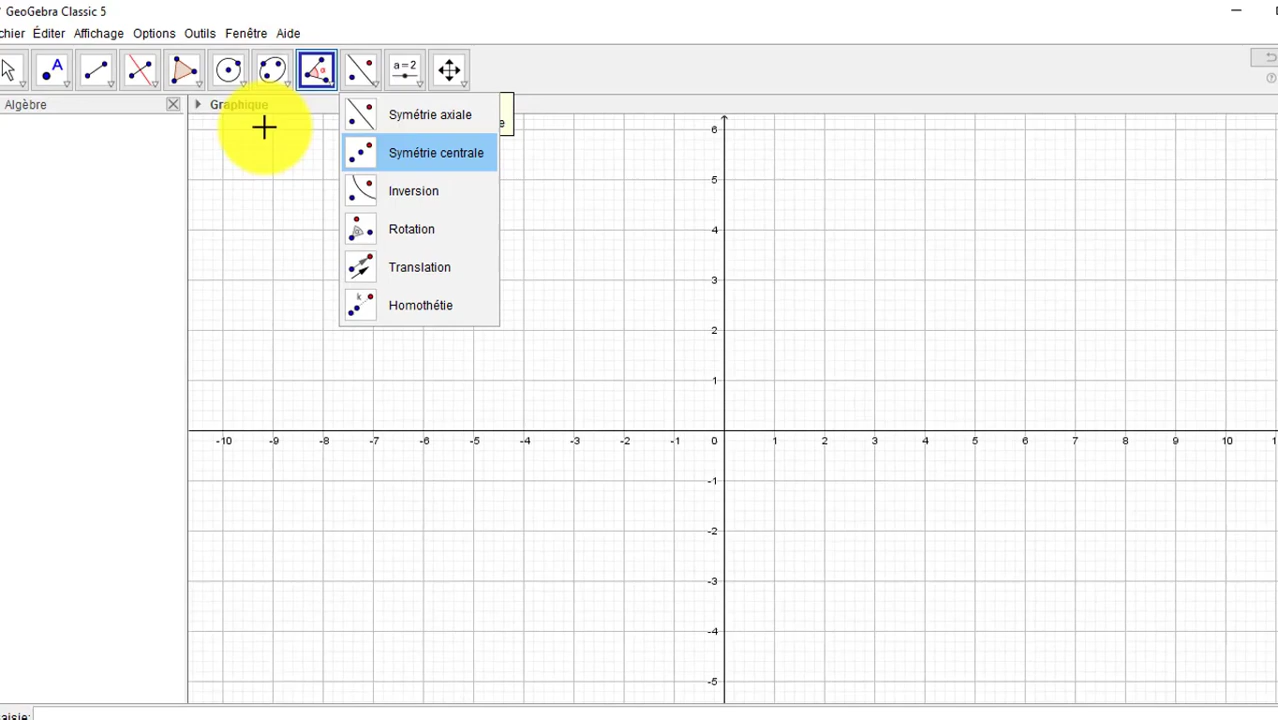 GeoGebra Classic 5
chier Éditer Affichage Options Outils Fenêtre Aide
A
α
a = 2
Algèbre
Graphique
Symétrie axiale
e
Symétrie centrale
Inversion
Rotation
Translation
k
Homothétie
6
5
4
3
2
1
-10 -9 -8 -7 -6 -5 -4 -3 -2 -1 0 1 2 3 4 5 6 7 8 9 10 1
-1
-2
-3
-4
-5
aisie: